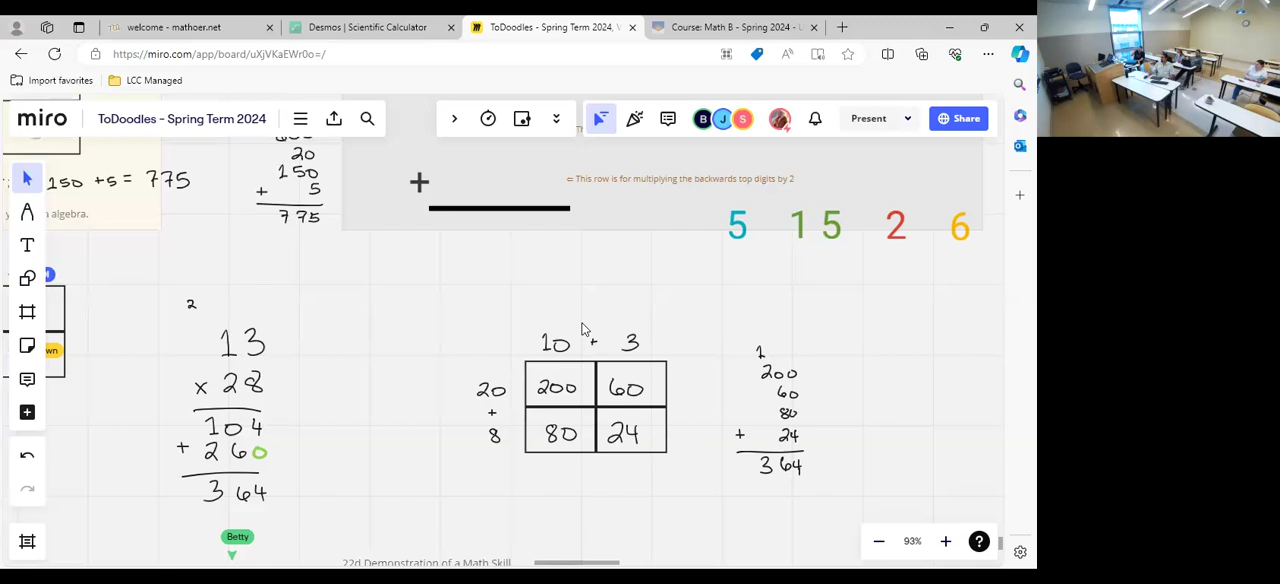 welcome - mathoer.net
Desmos | Scientific Calculator
ToDoodles - Spring Term 2024,
Course: Math B - Spring 2024 -
https://miro.com/app/board/uXjVKaEWr0o=/
Import favorites
LCC Managed
miro
ToDoodles - Spring Term 2024
B J S
Present
Share
150 + 5 = 775
algebra.
20
150
+ 5
775
+
⇐ This row is for multiplying the backwards top digits by 2
5 15 2 6
2
13
x 28
104
+ 260
364
10 + 3
20 200 60
+
8 80 24
200
60
80
+ 24
364
Betty
22d Demonstration of a Math Skill
93%